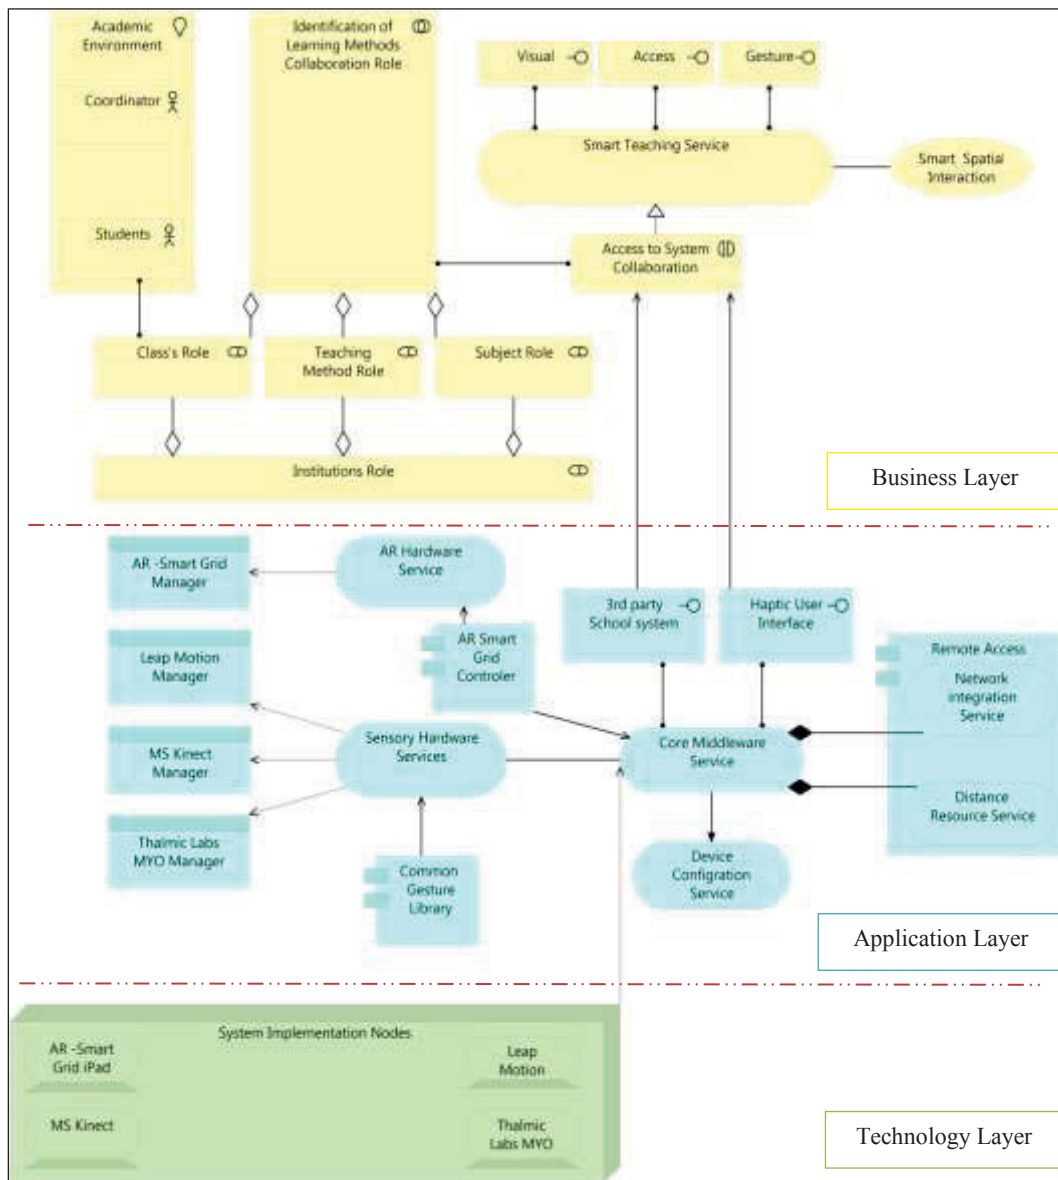 Academic
Environment
Coordinator
Students
Identification of
Learning Methods
Collaboration Role
Visual
Access
Gesture
Smart Teaching Service
Smart Spatial
Interaction
Access to System
Collaboration
Class's Role
Teaching
Method Role
Subject Role
Institutions Role
Business Layer
AR -Smart Grid
Manager
AR Hardware
Service
3rd party
School system
Haptic User
Interface
Leap Motion
Manager
AR Smart
Grid
Controler
Remote Access
Network
integration
Service
MS Kinect
Manager
Sensory Hardware
Services
Core Middleware
Service
Distance
Resource Service
Thalmic Labs
MYO Manager
Common
Gesture
Library
Device
Configration
Service
Application Layer
System Implementation Nodes
AR -Smart
Grid iPad
Leap
Motion
MS Kinect
Thalmic
Labs MYO
Technology Layer